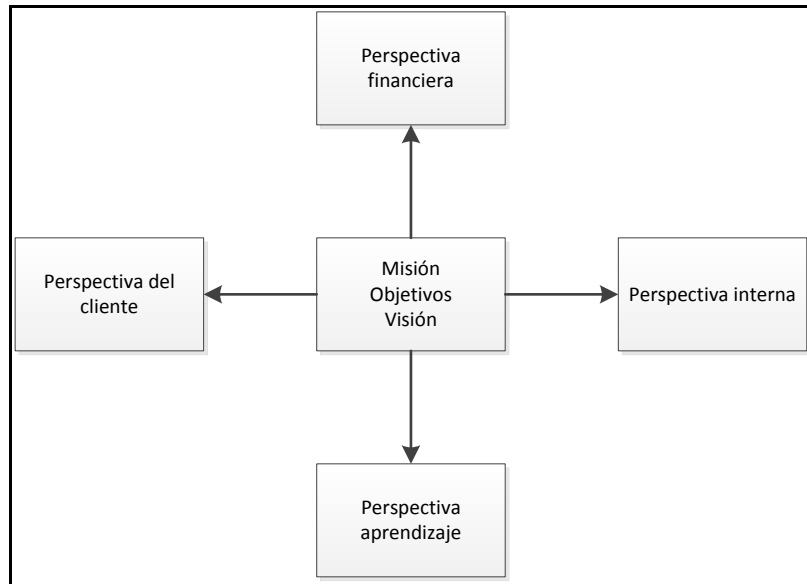 Perspectiva
financiera
Perspectiva del
cliente
Misión
Objetivos
Visión
Perspectiva interna
Perspectiva
aprendizaje